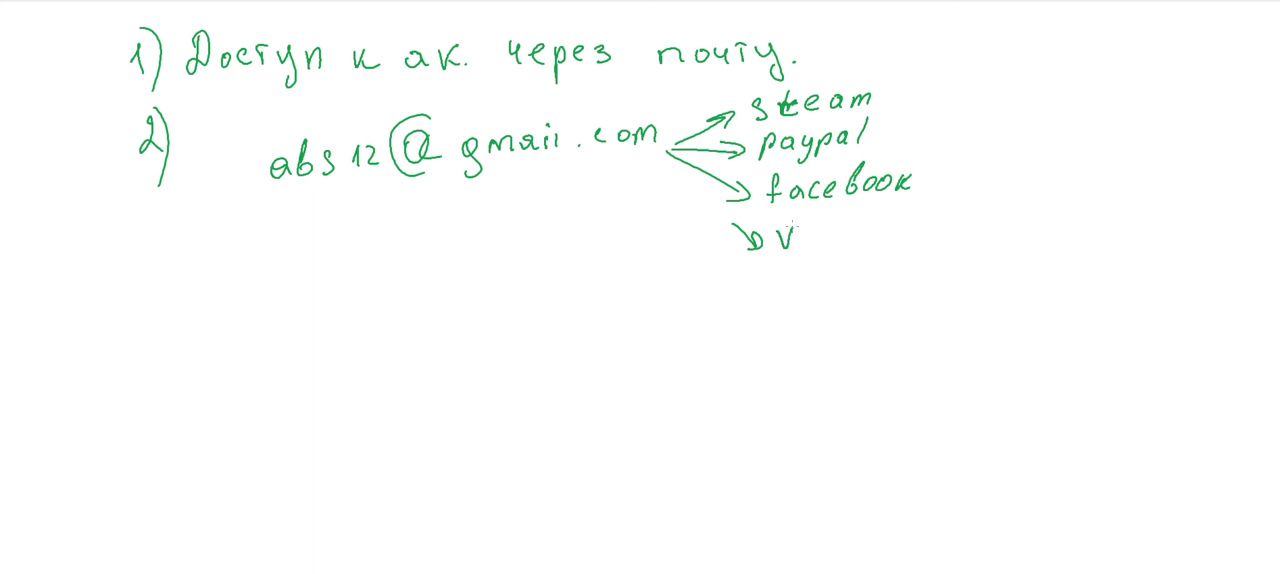 1) Доступ к ак. через почту.
2) abs12@gmail.com
steam
paypal
facebook
V